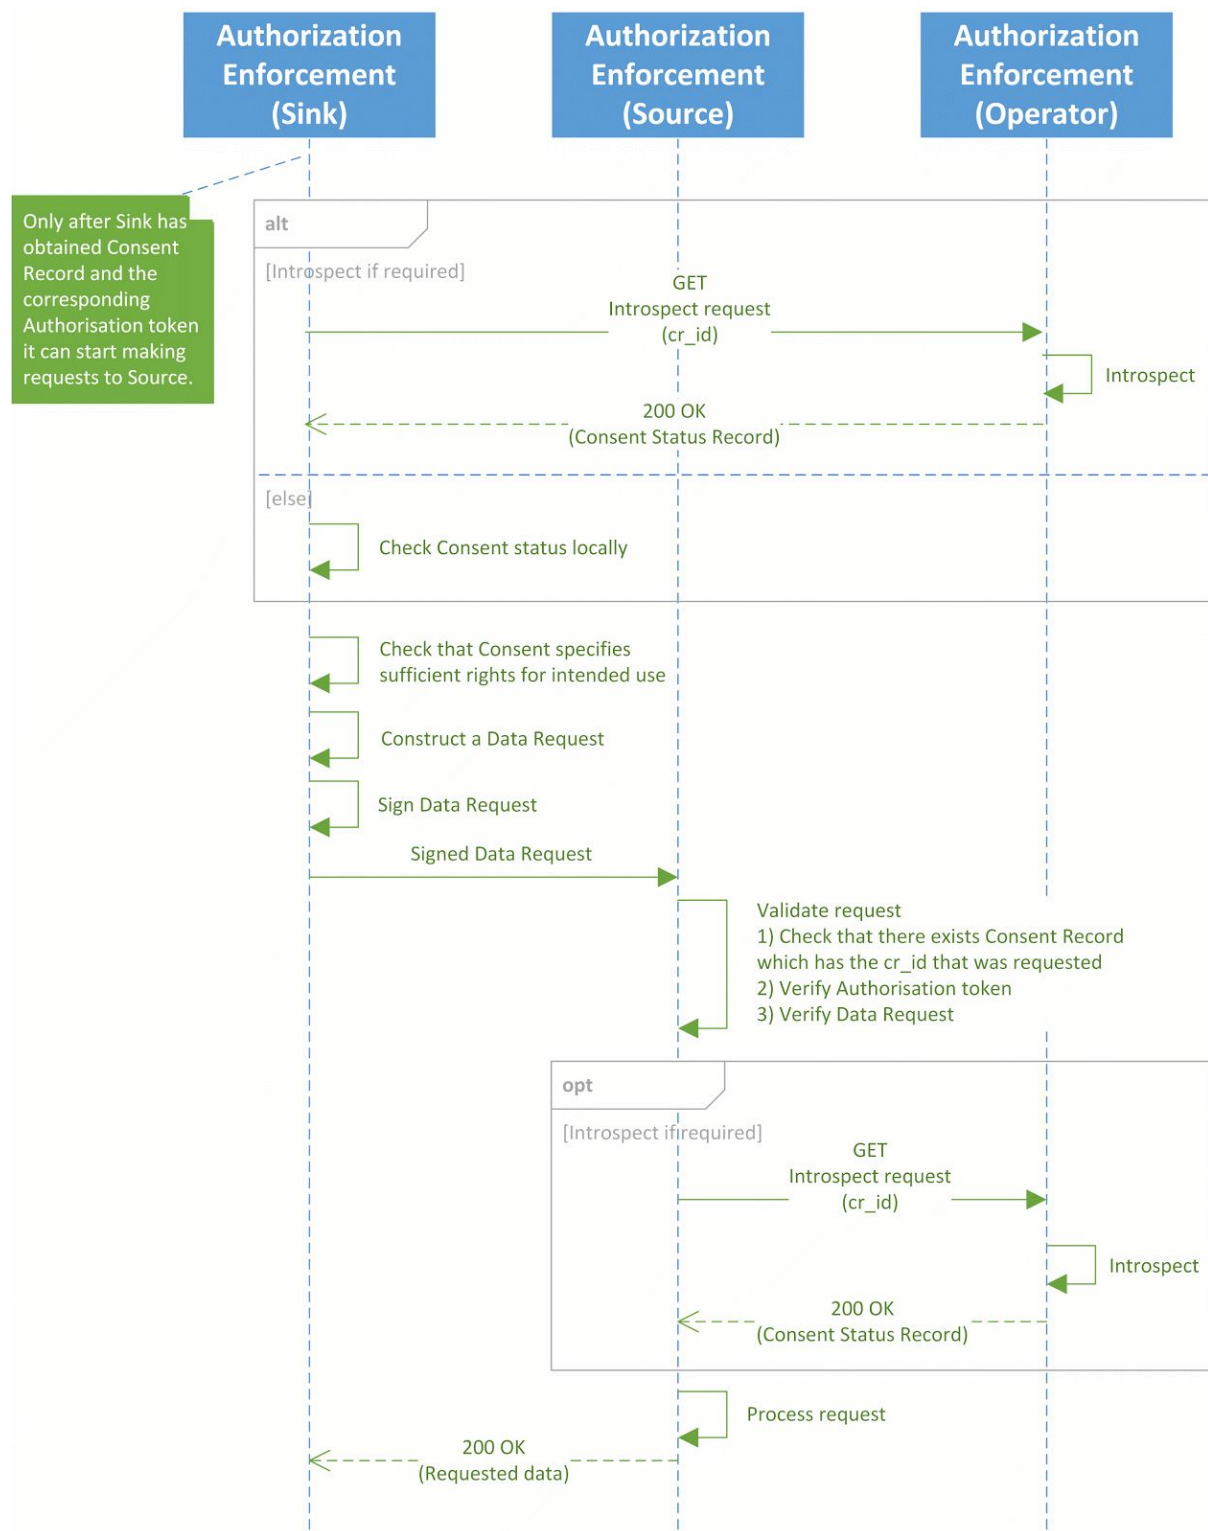 Authorization
Enforcement
(Sink)
Authorization
Enforcement
(Source)
Authorization
Enforcement
(Operator)
Only after Sink has
obtained Consent
Record and the
corresponding
Authorisation token
it can start making
requests to Source.
alt
[Introspect if required]
GET
Introspect request
(cr_id)
Introspect
200 OK
(Consent Status Record)
[else]
Check Consent status locally
Check that Consent specifies
sufficient rights for intended use
Construct a Data Request
Sign Data Request
Signed Data Request
Validate request
1) Check that there exists Consent Record
which has the cr_id that was requested
2) Verify Authorisation token
3) Verify Data Request
opt
[Introspect if required]
GET
Introspect request
(cr_id)
Introspect
200 OK
(Consent Status Record)
Process request
200 OK
(Requested data)